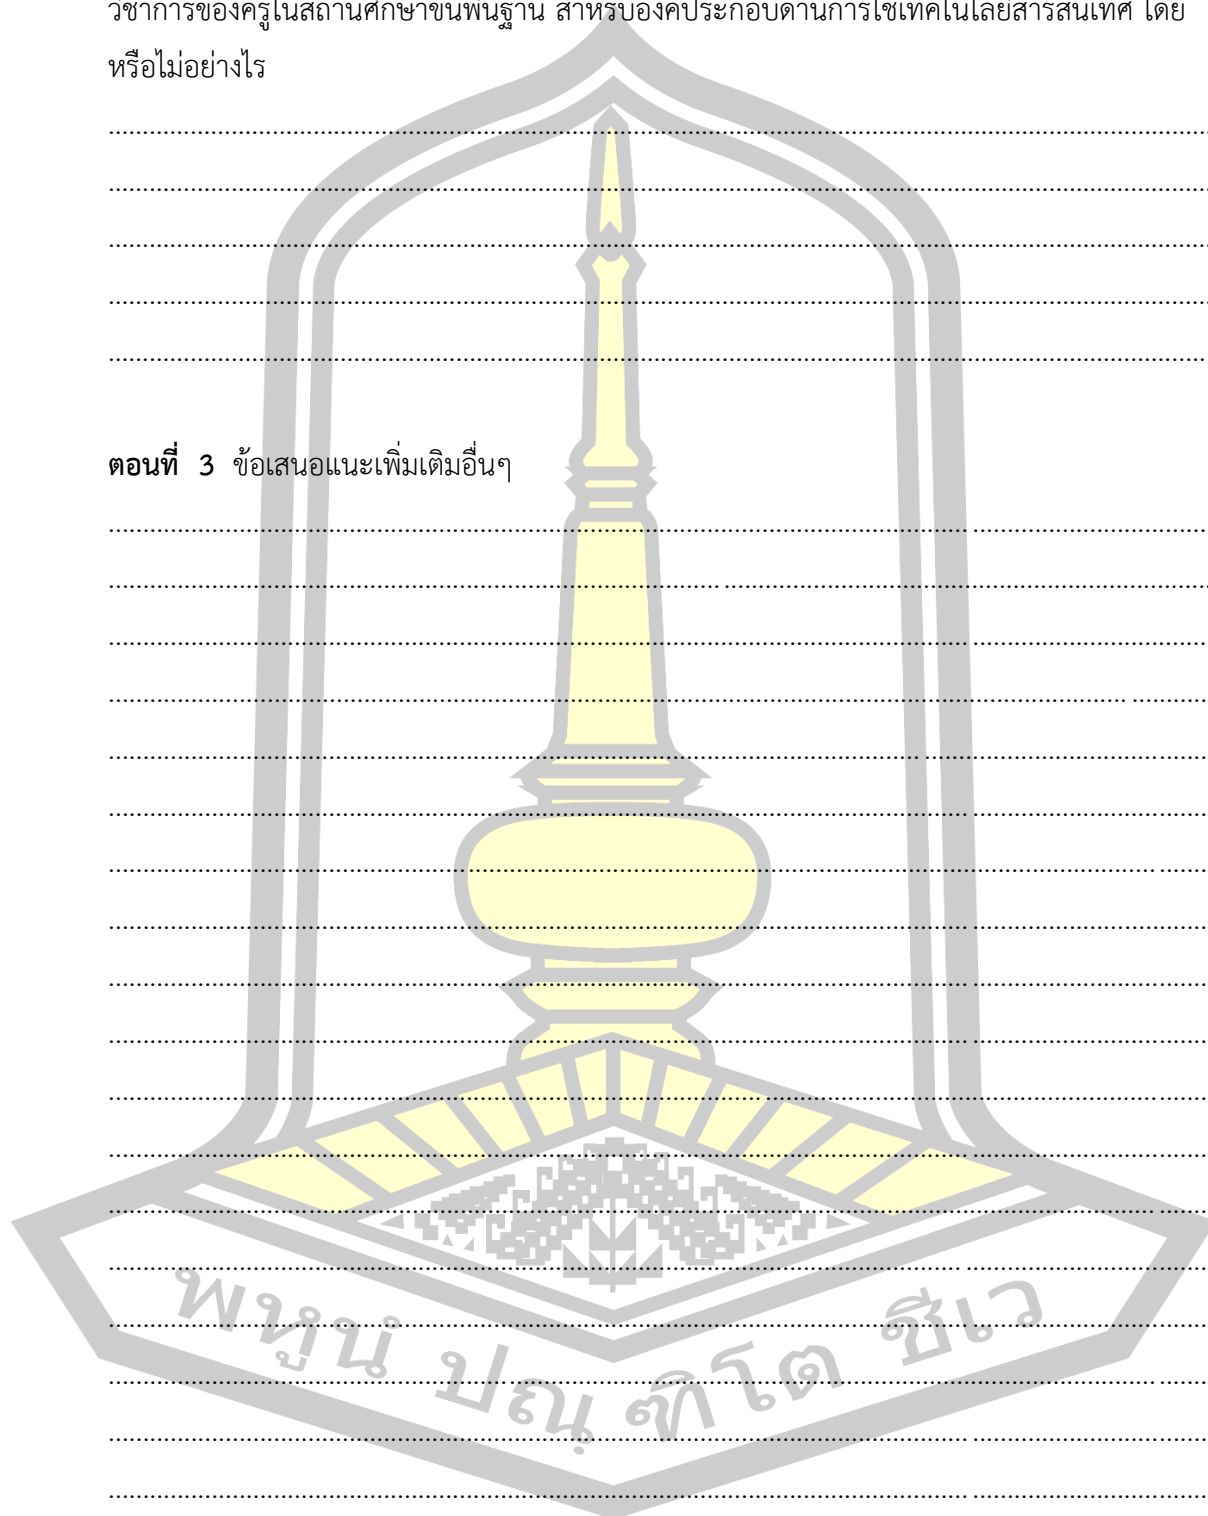 วิชาการของครูในสถานศึกษาขั้นพื้นฐาน สำหรับองค์ประกอบด้านการใช้เทคโนโลยีสารสนเทศ โดย
หรือไม่อย่างไร
ตอนที่ 3 ข้อเสนอแนะเพิ่มเติมอื่นๆ
พหูนํ ปณฺฑิโต ชีเว